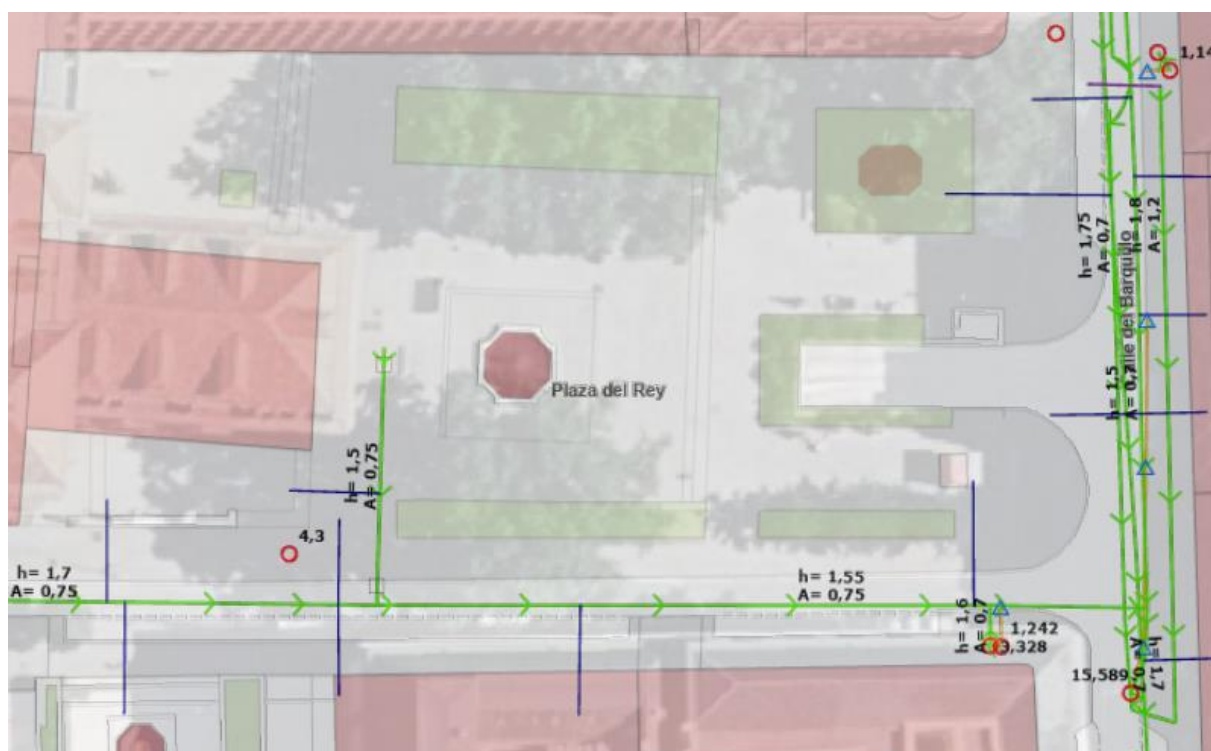 1,14
h= 1,75
A= 0,7
h= 1,8
A= 1,2
Calle del Barquillo
Plaza del Rey
h= 1,5
A= 0,7
h= 1,5
A= 0,75
4,3
h= 1,7
A= 0,75
h= 1,55
A= 0,75
h= 1,6
A= 0,7
1,242
3,328
15,589
A= 0,7
h= 1,7